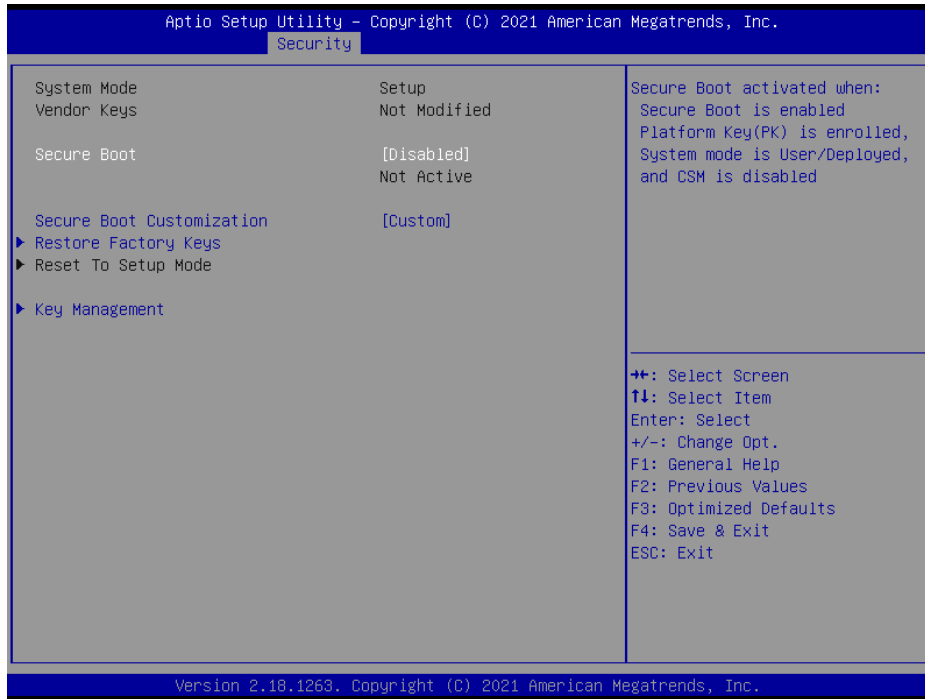 Aptio Setup Utility – Copyright (C) 2021 American Megatrends, Inc.
Security
System Mode Setup
Vendor Keys Not Modified
Secure Boot [Disabled]
Not Active
Secure Boot Customization [Custom]
▶ Restore Factory Keys
▶ Reset To Setup Mode
▶ Key Management
Secure Boot activated when:
Secure Boot is enabled
Platform Key(PK) is enrolled,
System mode is User/Deployed,
and CSM is disabled
→←: Select Screen
↑↓: Select Item
Enter: Select
+/-: Change Opt.
F1: General Help
F2: Previous Values
F3: Optimized Defaults
F4: Save & Exit
ESC: Exit
Version 2.18.1263. Copyright (C) 2021 American Megatrends, Inc.